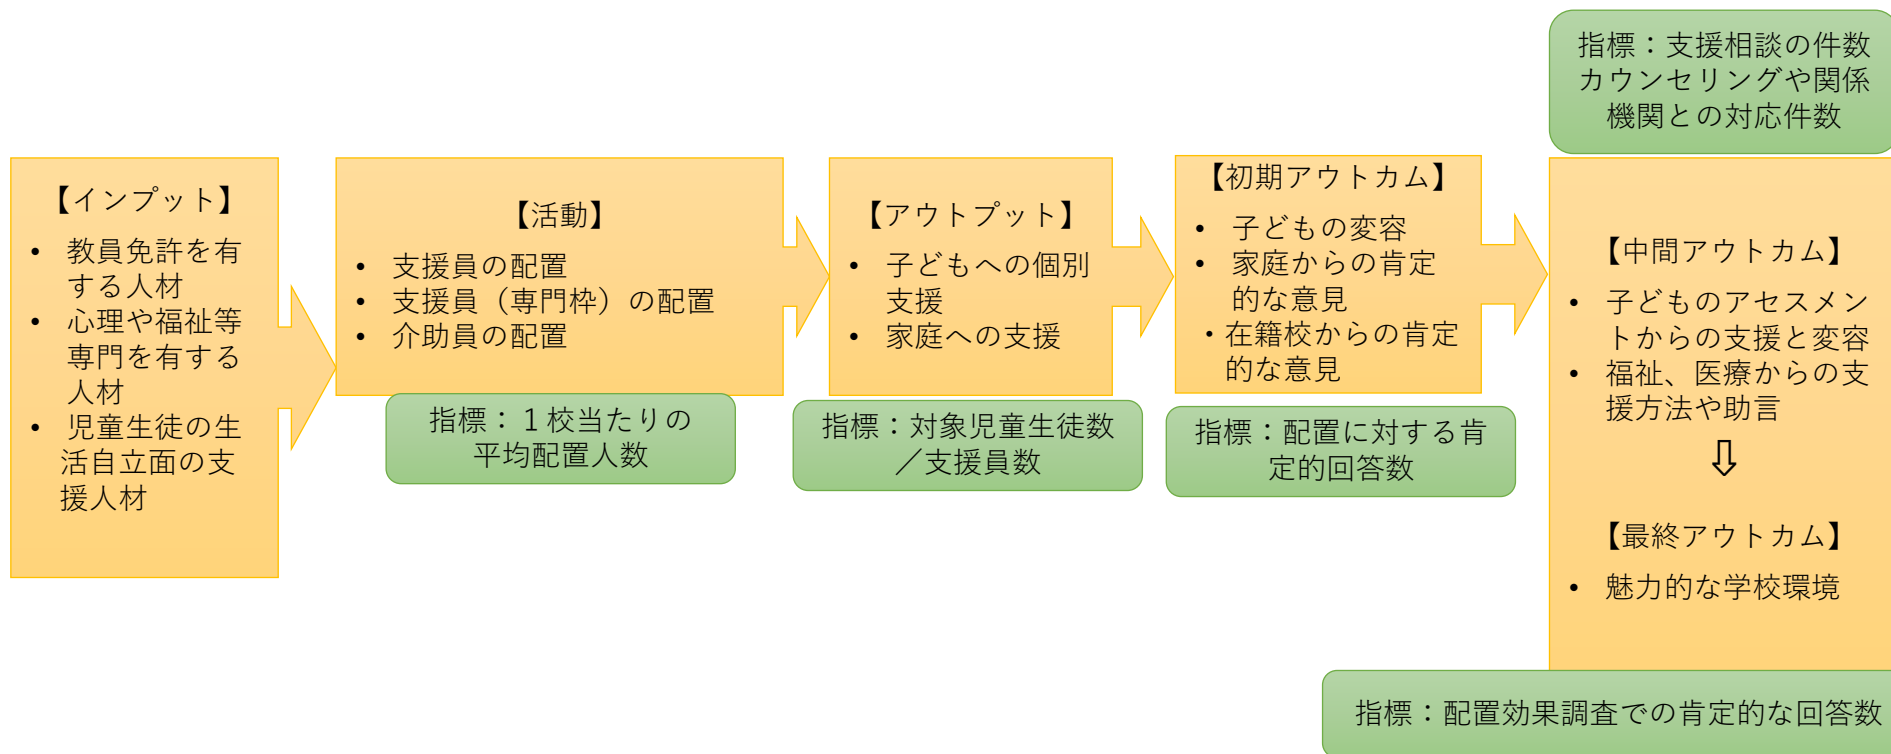 【インプット】
• 教員免許を有
する人材
• 心理や福祉等
専門を有する
人材
• 児童生徒の生
活自立面の支
援人材
【活動】
• 支援員の配置
• 支援員（専門枠）の配置
• 介助員の配置
指標：１校当たりの
平均配置人数
【アウトプット】
• 子どもへの個別
支援
• 家庭への支援
指標：対象児童生徒数
／支援員数
【初期アウトカム】
• 子どもの変容
• 家庭からの肯定
的な意見
・在籍校からの肯定
的な意見
指標：配置に対する肯
定的回答数
指標：支援相談の件数
カウンセリングや関係
機関との対応件数
【中間アウトカム】
• 子どものアセスメン
トからの支援と変容
• 福祉、医療からの支
援方法や助言
【最終アウトカム】
• 魅力的な学校環境
指標：配置効果調査での肯定的な回答数